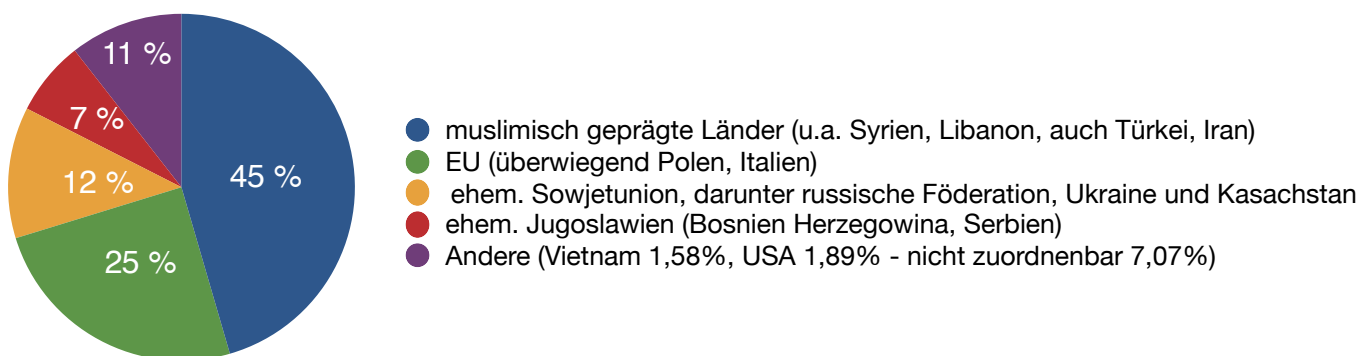 11 %
7 %
45 %
12 %
25 %
muslimisch geprägte Länder (u.a. Syrien, Libanon, auch Türkei, Iran)
EU (überwiegend Polen, Italien)
ehem. Sowjetunion, darunter russische Föderation, Ukraine und Kasachstan
ehem. Jugoslawien (Bosnien Herzegowina, Serbien)
Andere (Vietnam 1,58%, USA 1,89% - nicht zuordnenbar 7,07%)